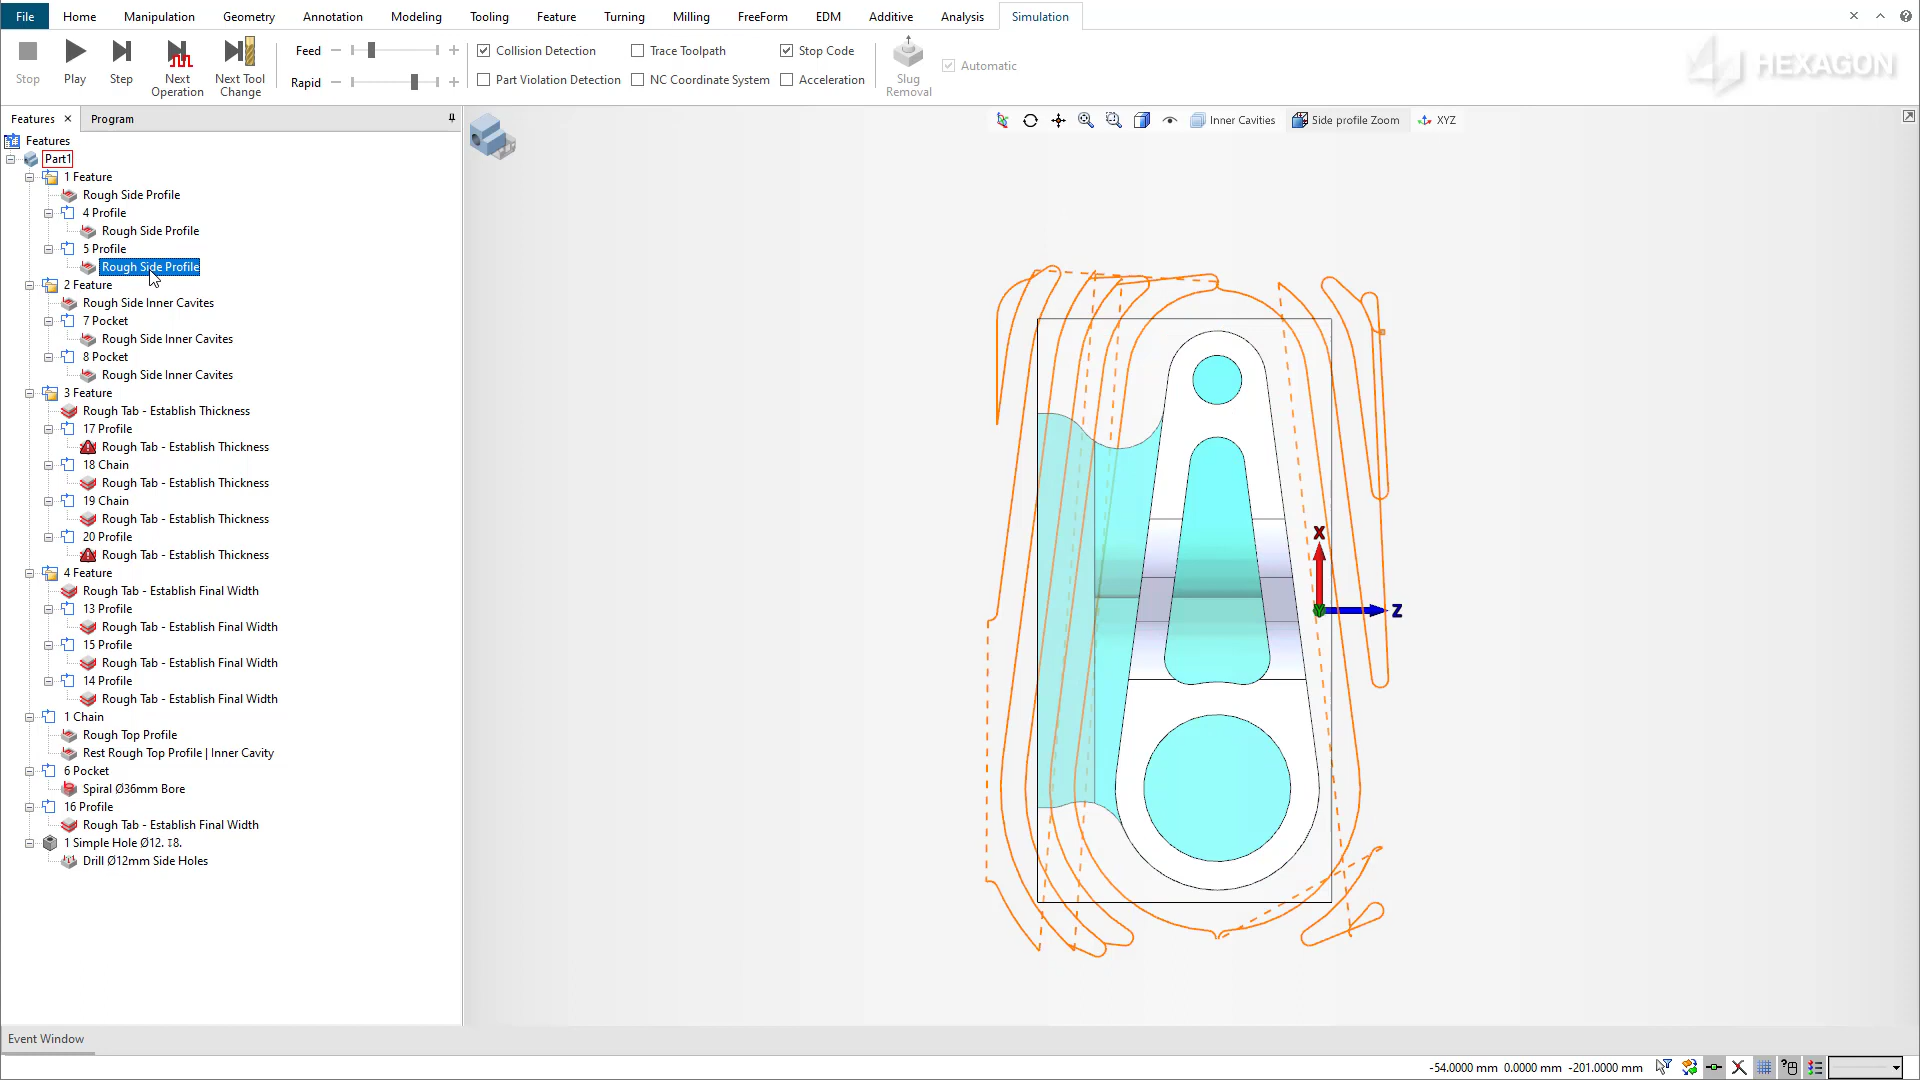 File Home Manipulation Geometry Annotation Modeling Tooling Feature Turning Milling FreeForm EDM Additive Analysis Simulation
Stop Play Step Next Operation Next Tool Change
Feed
Rapid
Collision Detection Trace Toolpath Stop Code
Part Violation Detection NC Coordinate System Acceleration
Slug Removal
Automatic
HEXAGON
Features Program
Inner Cavities Side profile Zoom XYZ
Features
Part1
1 Feature
Rough Side Profile
4 Profile
Rough Side Profile
5 Profile
Rough Side Profile
2 Feature
Rough Side Inner Cavites
7 Pocket
Rough Side Inner Cavites
8 Pocket
Rough Side Inner Cavites
3 Feature
Rough Tab - Establish Thickness
17 Profile
Rough Tab - Establish Thickness
18 Chain
Rough Tab - Establish Thickness
19 Chain
Rough Tab - Establish Thickness
20 Profile
Rough Tab - Establish Thickness
4 Feature
Rough Tab - Establish Final Width
13 Profile
Rough Tab - Establish Final Width
15 Profile
Rough Tab - Establish Final Width
14 Profile
Rough Tab - Establish Final Width
1 Chain
Rough Top Profile
Rest Rough Top Profile | Inner Cavity
6 Pocket
Spiral Ø36mm Bore
16 Profile
Rough Tab - Establish Final Width
1 Simple Hole Ø12. ↧8.
Drill Ø12mm Side Holes
X
Y
Z
Event Window
-54.0000 mm 0.0000 mm -201.0000 mm